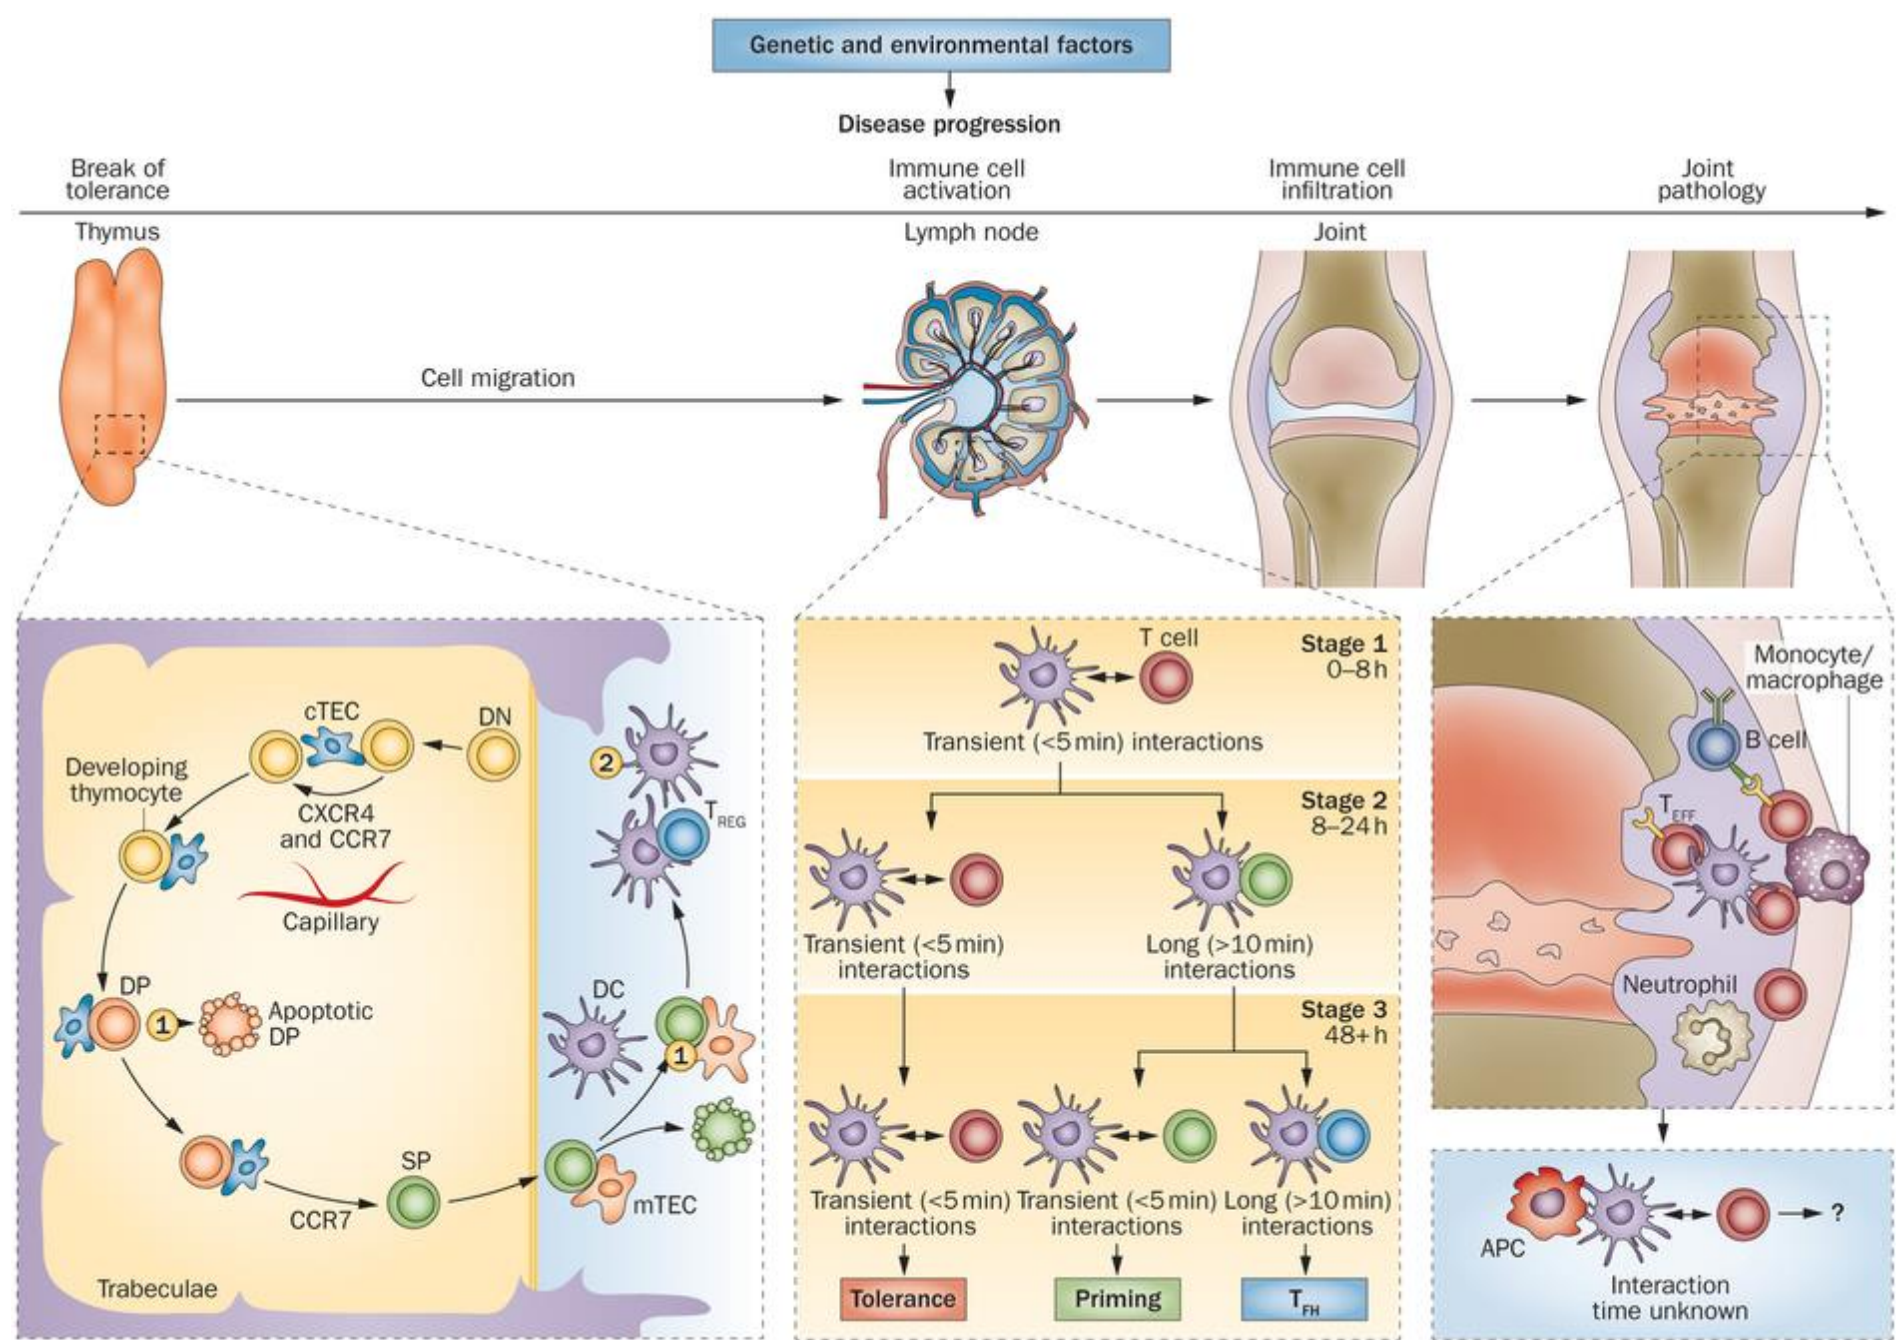 Genetic and environmental factors
Disease progression
Break of
tolerance
Immune cell
activation
Immune cell
infiltration
Joint
pathology
Thymus
Lymph node
Joint
Cell migration
cTEC
DN
Developing
thymocyte
CXCR4
and CCR7
Capillary
DP
1
Apoptotic
DP
CCR7
SP
Trabeculae
2
T REG
DC
1
mTEC
T cell
Stage 1
0–8 h
Transient (<5 min) interactions
Stage 2
8–24 h
Transient (<5 min)
interactions
Long (>10 min)
interactions
Stage 3
48+ h
Transient (<5 min)
interactions
Transient (<5 min)
interactions
Long (>10 min)
interactions
Tolerance
Priming
T FH
Monocyte/
macrophage
B cell
T EFF
Neutrophil
APC
?
Interaction
time unknown